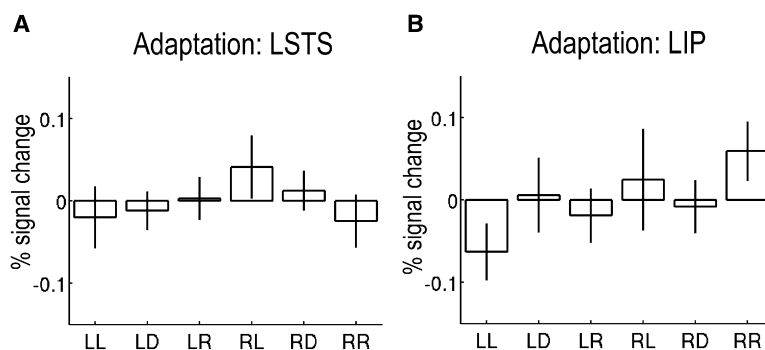 A
Adaptation: LSTS
% signal change
0.1
0
-0.1
LL LD LR RL RD RR
B
Adaptation: LIP
% signal change
0.1
0
-0.1
LL LD LR RL RD RR